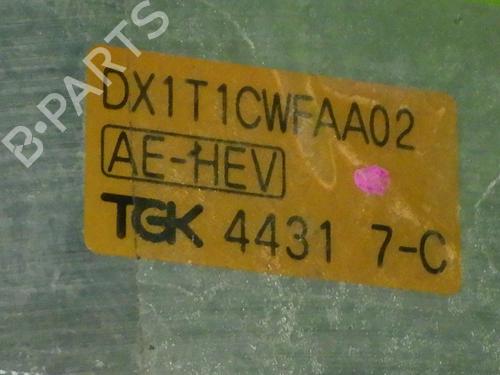 B-PARTS
DX1T1CWFAA02
AE-HEV
TGK 4431 7-C